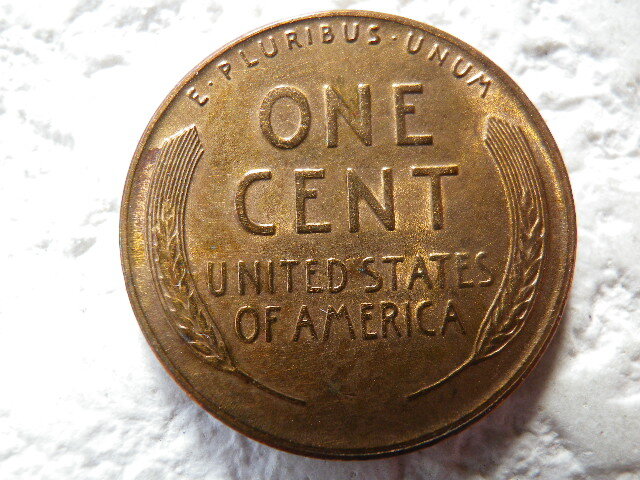 E·PLURIBUS·UNUM
ONE
CENT
UNITED STATES
OF AMERICA